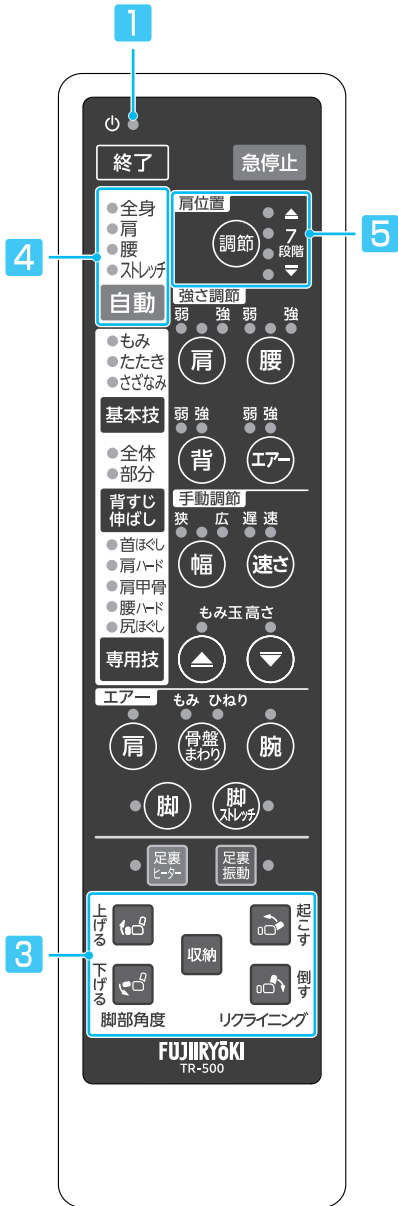 1
終了
急停止
4
全身
肩
腰
ストレッチ
自動
肩位置
調節
7
段階
5
強さ調節
弱 強
弱 強
肩
腰
もみ
たたき
さざなみ
基本技
弱 強
弱 強
背
エアー
全体
部分
背すじ
伸ばし
手動調節
狭 広
遅 速
幅
速さ
首ほぐし
肩ハード
肩甲骨
腰ハード
尻ほぐし
専用技
もみ玉高さ
エアー
もみ ひねり
肩
骨盤
まわり
腕
脚
脚
ストレッチ
足裏
ヒーター
足裏
振動
3
上げる
下げる
脚部角度
収納
起こす
倒す
リクライニング
FUJIIRYOKI
TR-500